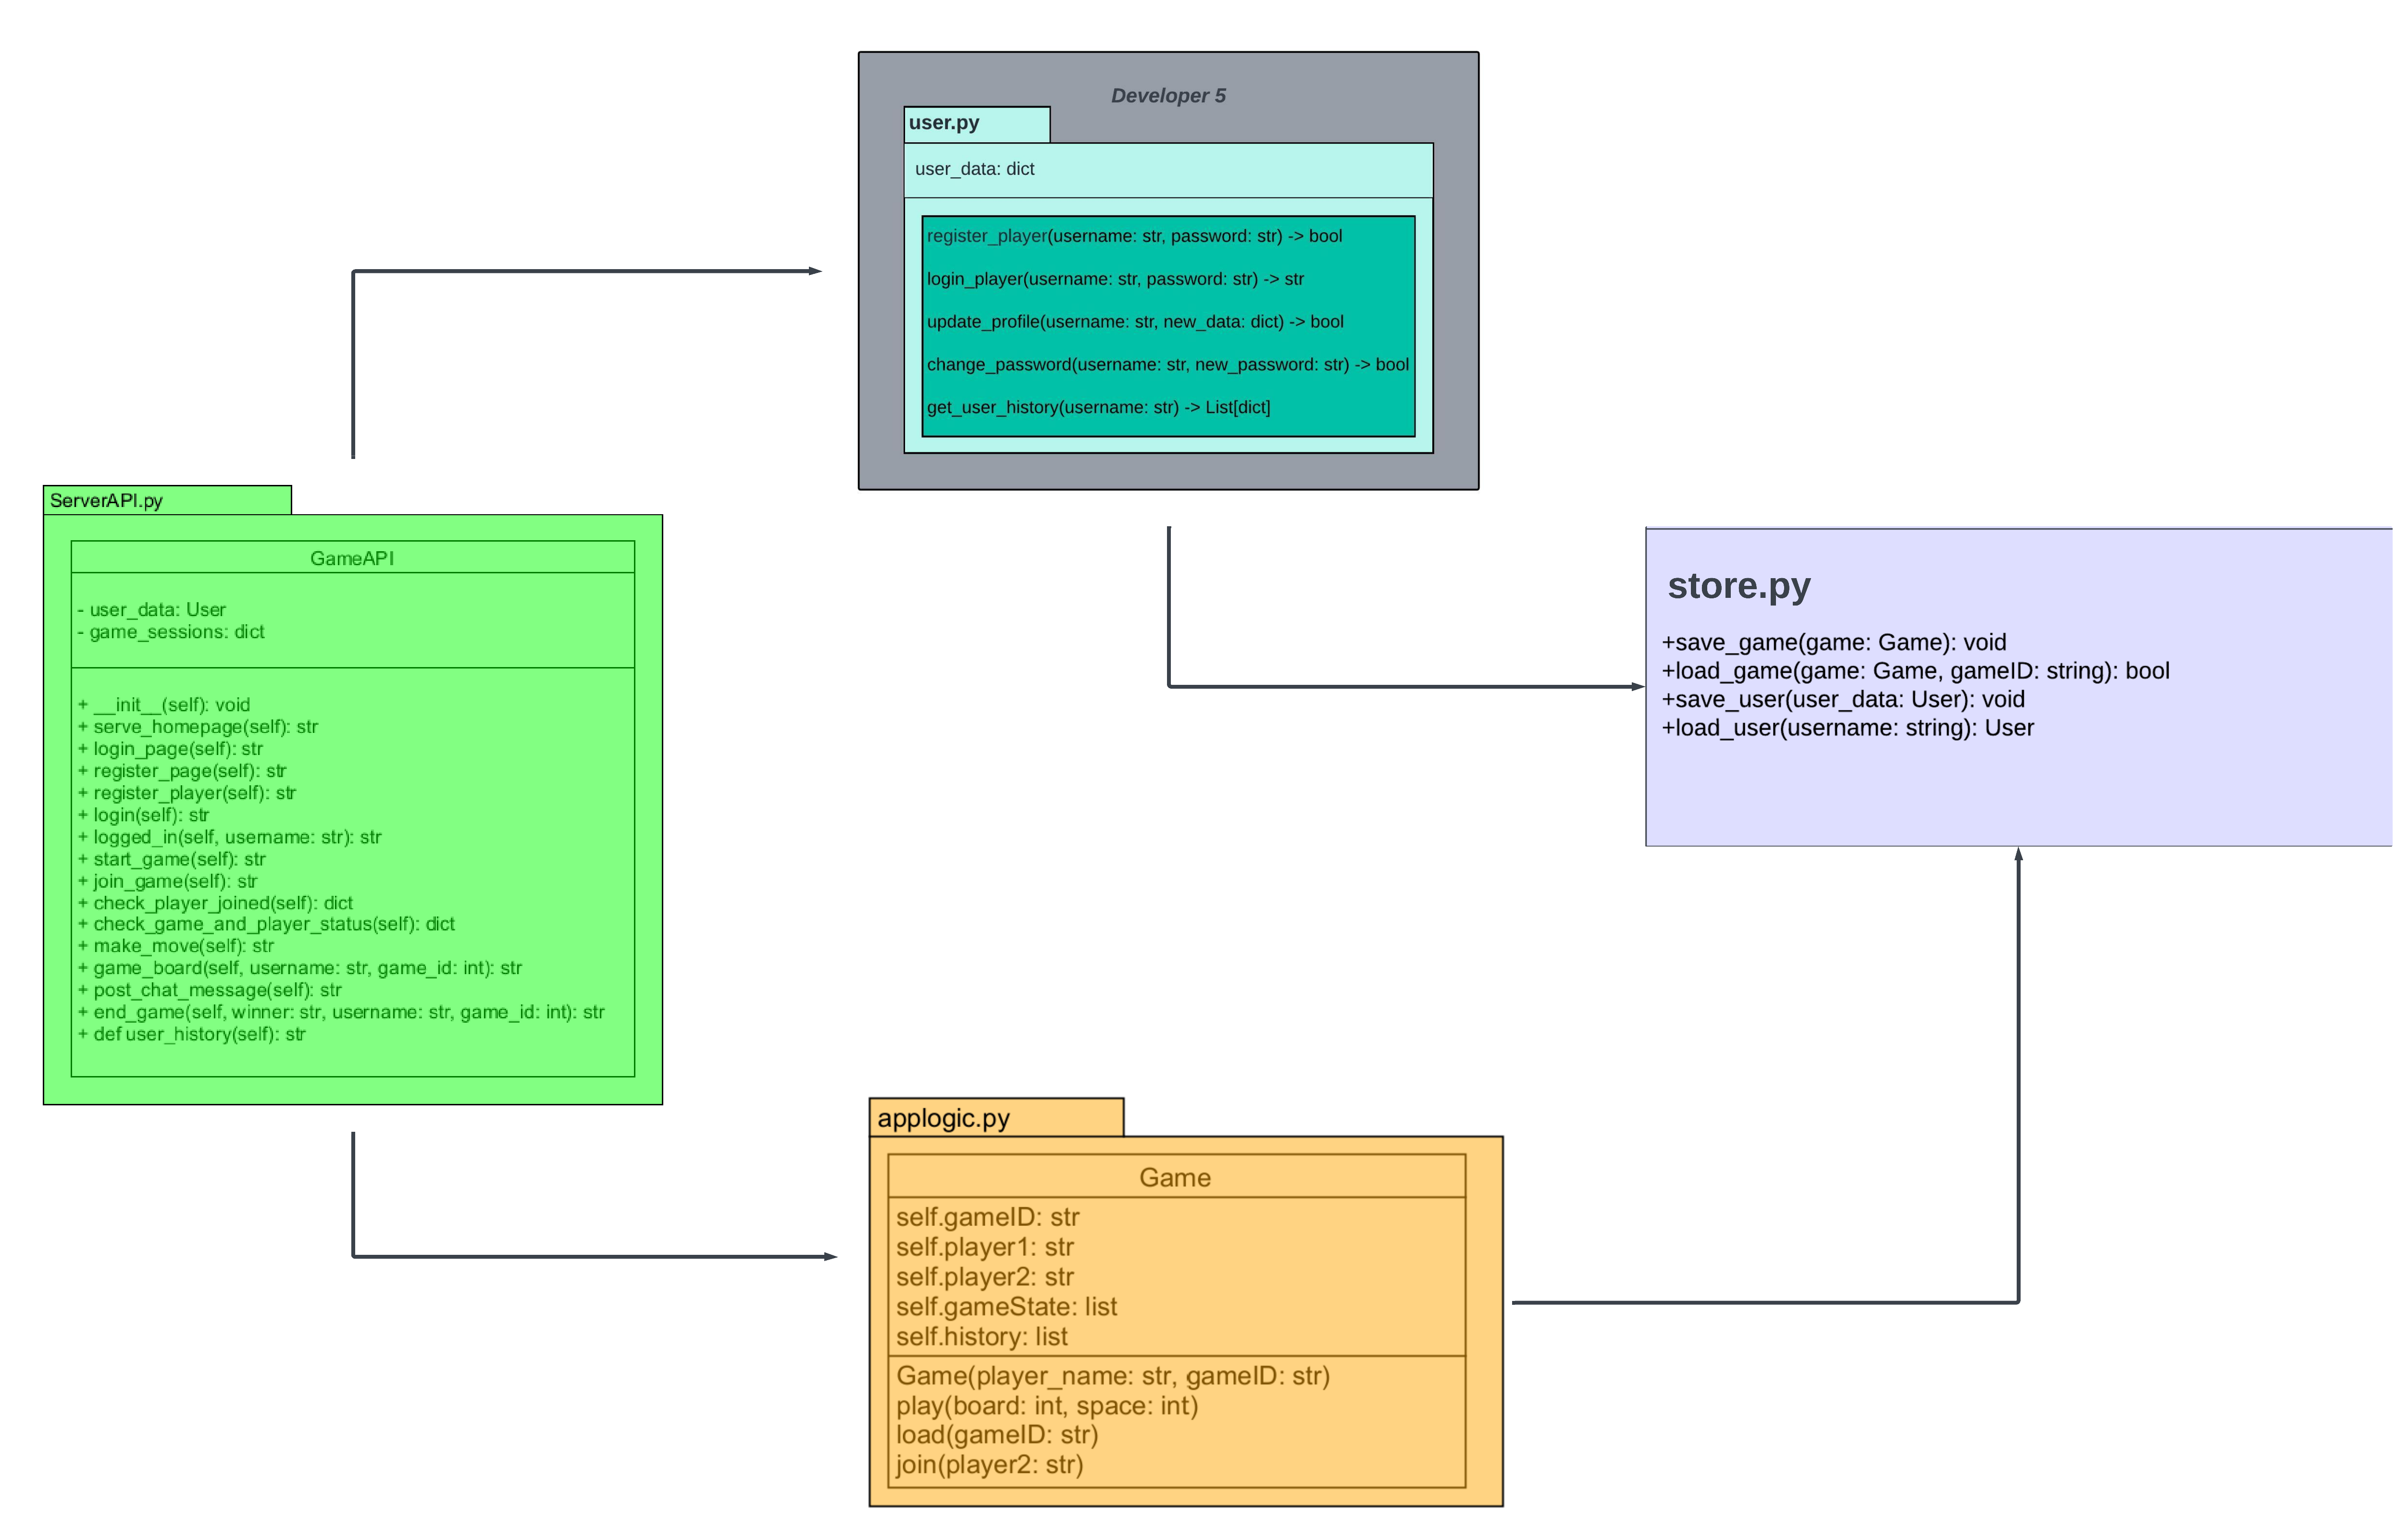 Developer 5
user.py
user_data: dict
register_player(username: str, password: str) -> bool
login_player(username: str, password: str) -> str
update_profile(username: str, new_data: dict) -> bool
change_password(username: str, new_password: str) -> bool
get_user_history(username: str) -> List[dict]
ServerAPI.py
GameAPI
- user_data: User
- game_sessions: dict
+ __init__(self): void
+ serve_homepage(self): str
+ login_page(self): str
+ register_page(self): str
+ register_player(self): str
+ login(self): str
+ logged_in(self, username: str): str
+ start_game(self): str
+ join_game(self): str
+ check_player_joined(self): dict
+ check_game_and_player_status(self): dict
+ make_move(self): str
+ game_board(self, username: str, game_id: int): str
+ post_chat_message(self): str
+ end_game(self, winner: str, username: str, game_id: int): str
+ def user_history(self): str
store.py
+save_game(game: Game): void
+load_game(game: Game, gameID: string): bool
+save_user(user_data: User): void
+load_user(username: string): User
applogic.py
Game
self.gameID: str
self.player1: str
self.player2: str
self.gameState: list
self.history: list
Game(player_name: str, gameID: str)
play(board: int, space: int)
load(gameID: str)
join(player2: str)